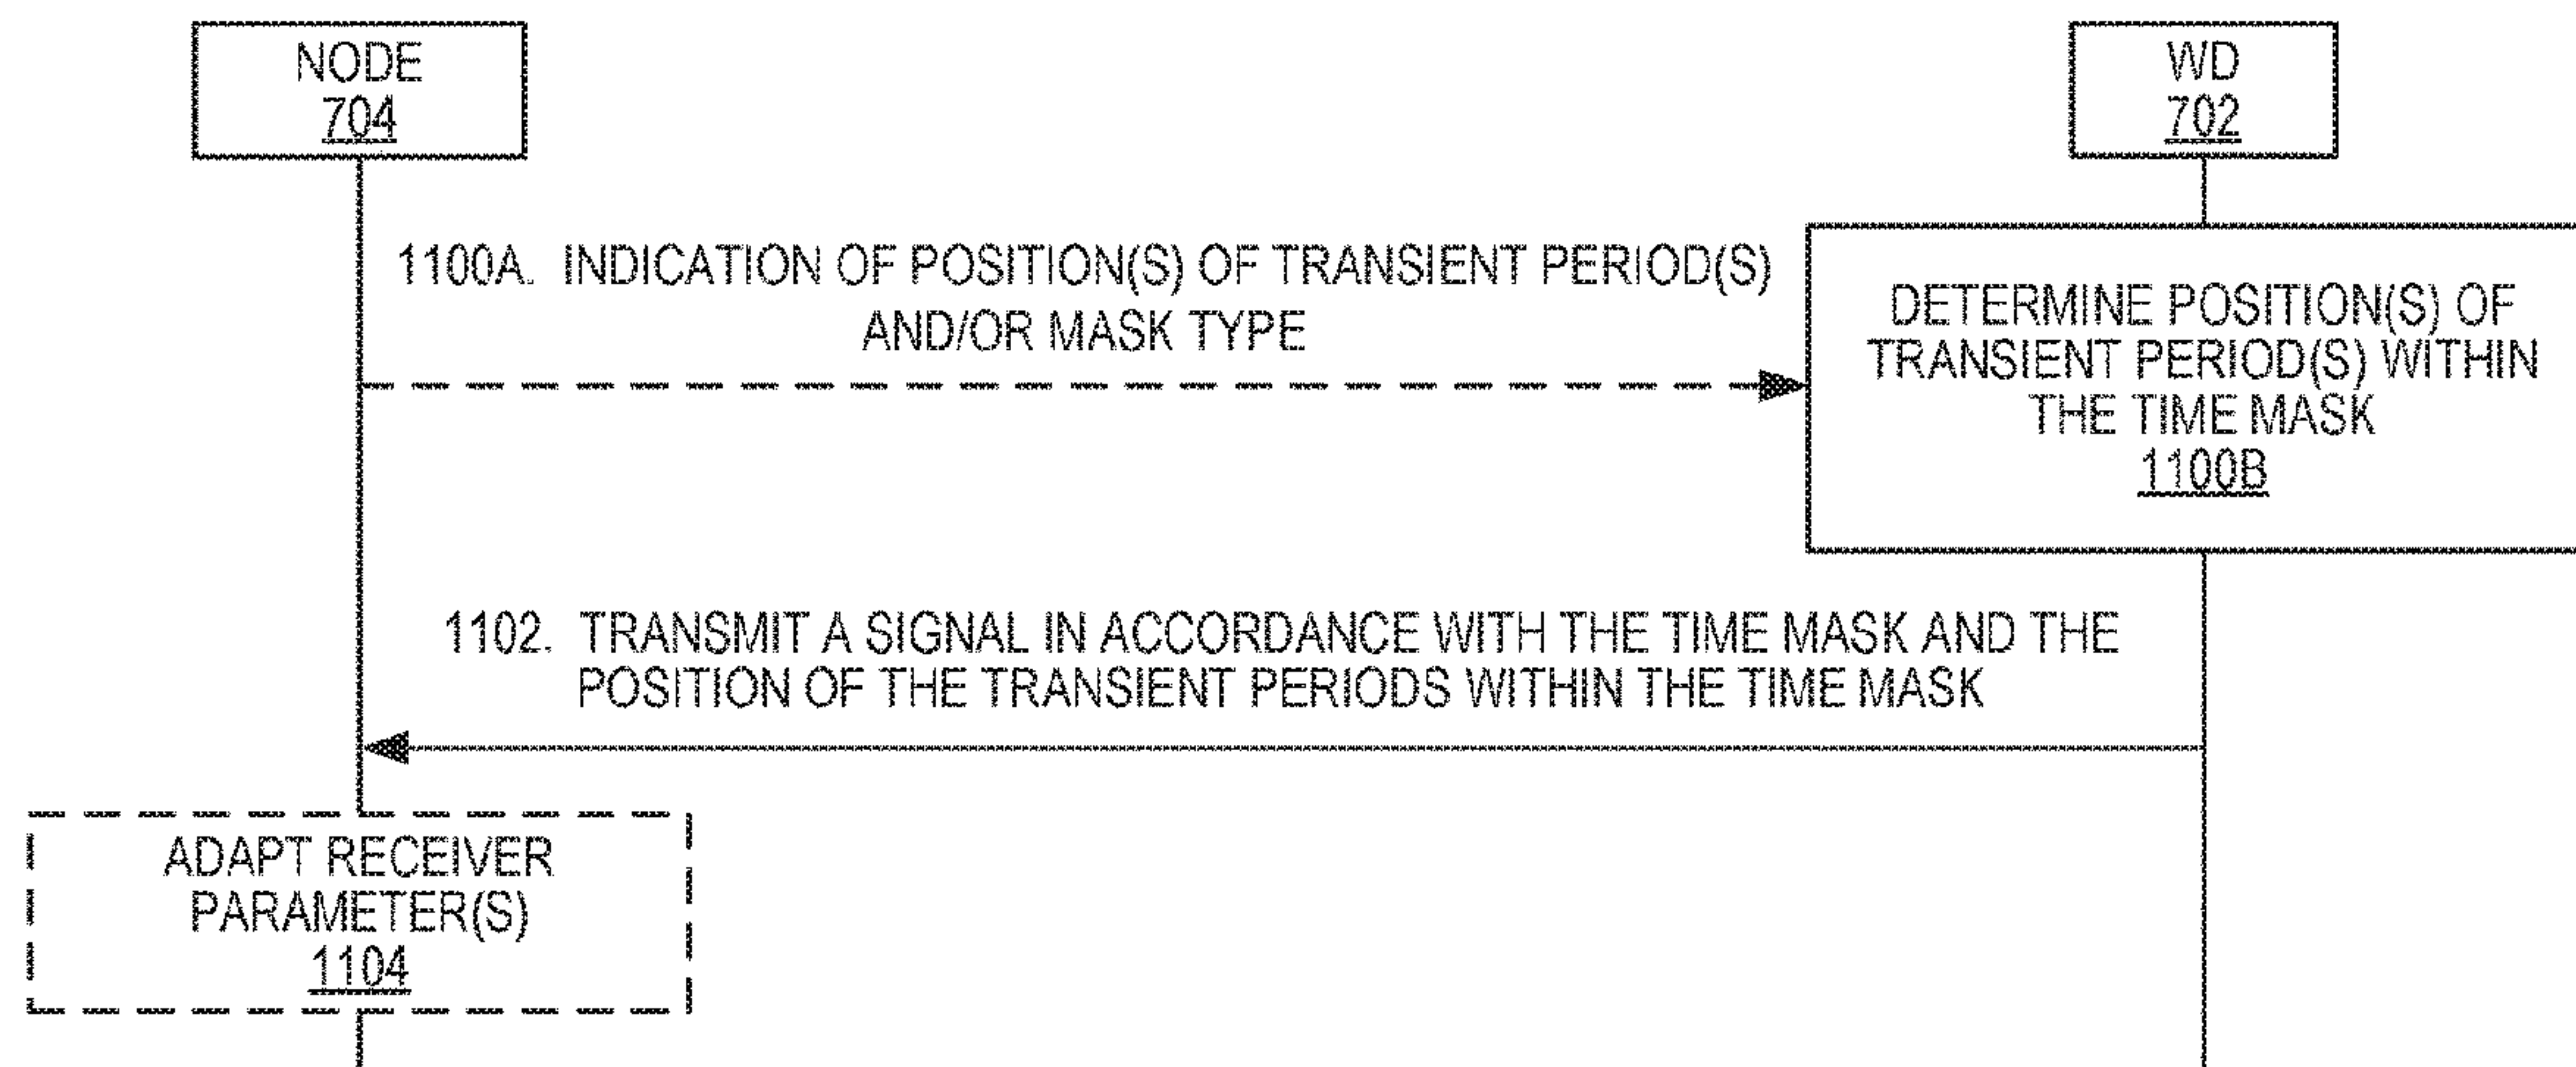 NODE
704
WD
702
1100A. INDICATION OF POSITION(S) OF TRANSIENT PERIOD(S)
AND/OR MASK TYPE
DETERMINE POSITION(S) OF
TRANSIENT PERIOD(S) WITHIN
THE TIME MASK
1100B
1102. TRANSMIT A SIGNAL IN ACCORDANCE WITH THE TIME MASK AND THE
POSITION OF THE TRANSIENT PERIODS WITHIN THE TIME MASK
ADAPT RECEIVER
PARAMETER(S)
1104